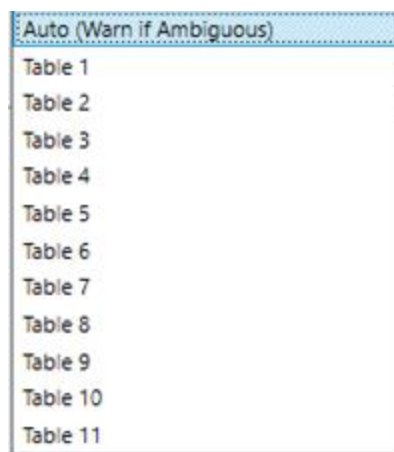 Auto (Warn if Ambiguous)
Table 1
Table 2
Table 3
Table 4
Table 5
Table 6
Table 7
Table 8
Table 9
Table 10
Table 11